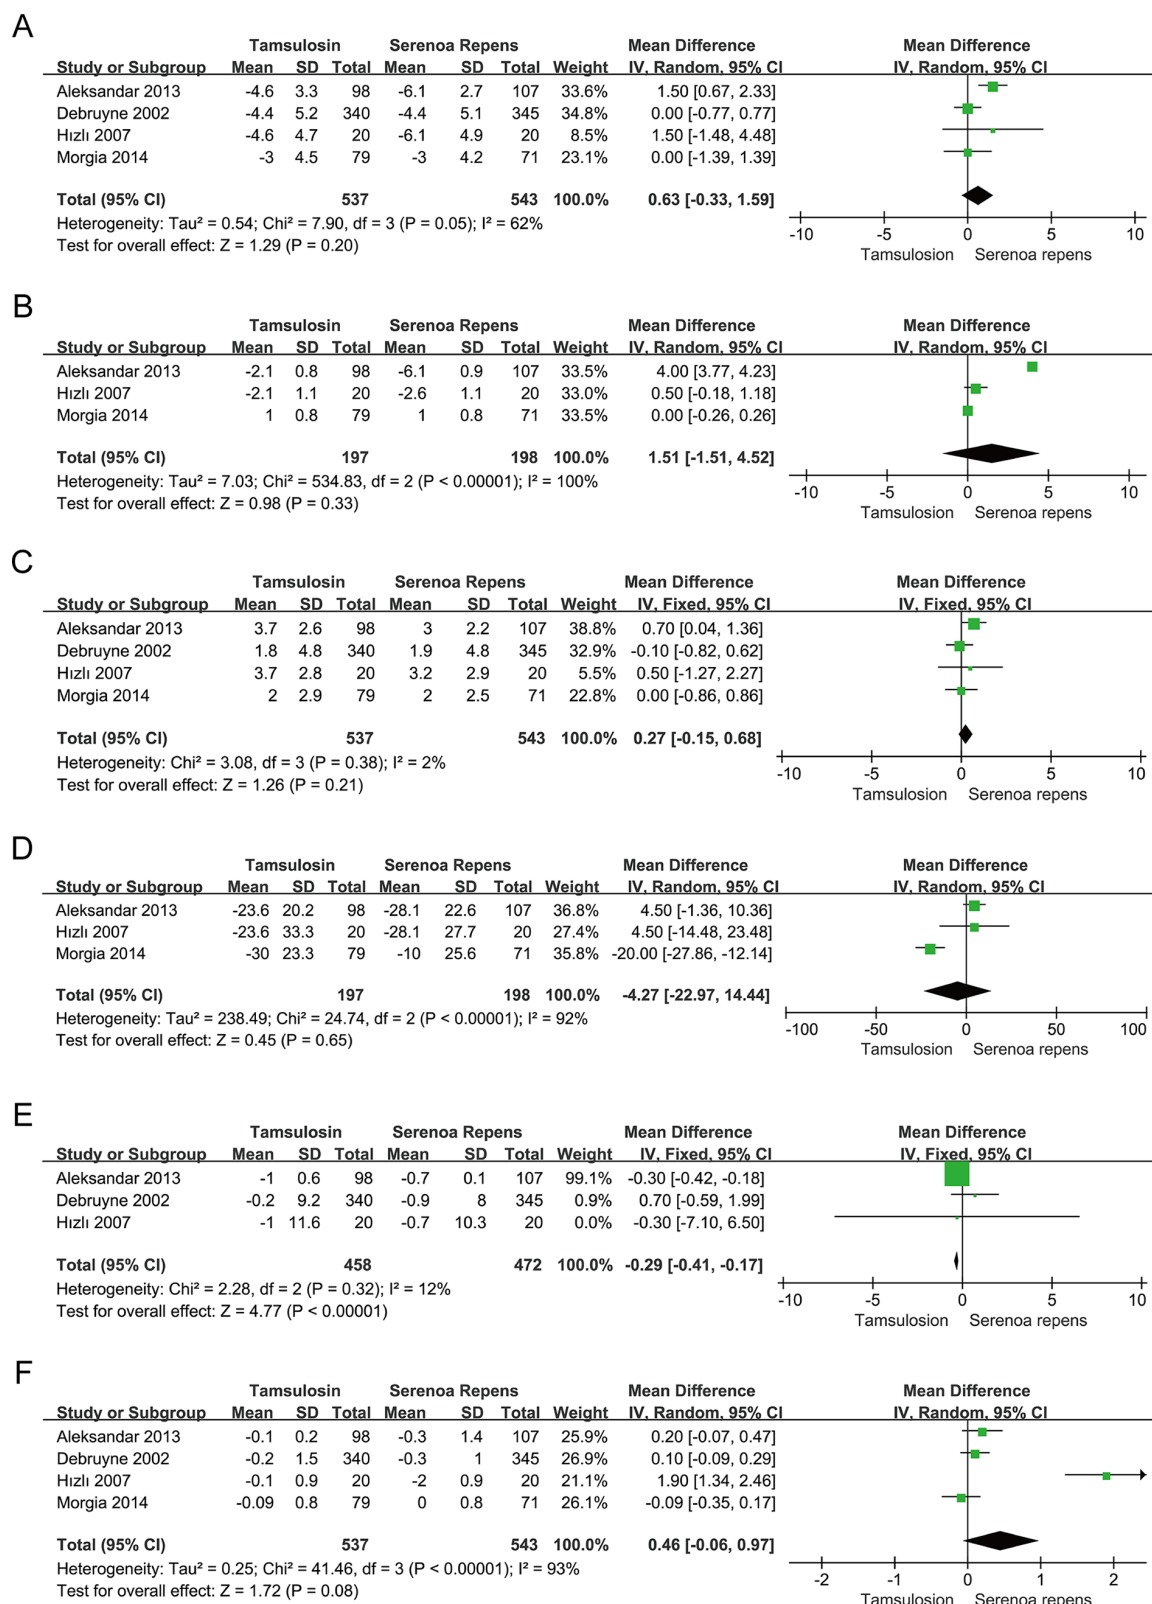 A
Tamsulosin Serenoa Repens Mean Difference Mean Difference
Study or Subgroup Mean SD Total Mean SD Total Weight IV, Random, 95% CI IV, Random, 95% CI
Aleksandar 2013 -4.6 3.3 98 -6.1 2.7 107 33.6% 1.50 [0.67, 2.33]
Debruyne 2002 -4.4 5.2 340 -4.4 5.1 345 34.8% 0.00 [-0.77, 0.77]
Hızlı 2007 -4.6 4.7 20 -6.1 4.9 20 8.5% 1.50 [-1.48, 4.48]
Morgia 2014 -3 4.5 79 -3 4.2 71 23.1% 0.00 [-1.39, 1.39]
Total (95% CI) 537 543 100.0% 0.63 [-0.33, 1.59]
Heterogeneity: Tau² = 0.54; Chi² = 7.90, df = 3 (P = 0.05); I² = 62%
Test for overall effect: Z = 1.29 (P = 0.20)
-10 -5 0 5 10
Tamsulosion Serenoa repens
B
Tamsulosin Serenoa Repens Mean Difference Mean Difference
Study or Subgroup Mean SD Total Mean SD Total Weight IV, Random, 95% CI IV, Random, 95% CI
Aleksandar 2013 -2.1 0.8 98 -6.1 0.9 107 33.5% 4.00 [3.77, 4.23]
Hızlı 2007 -2.1 1.1 20 -2.6 1.1 20 33.0% 0.50 [-0.18, 1.18]
Morgia 2014 1 0.8 79 1 0.8 71 33.5% 0.00 [-0.26, 0.26]
Total (95% CI) 197 198 100.0% 1.51 [-1.51, 4.52]
Heterogeneity: Tau² = 7.03; Chi² = 534.83, df = 2 (P < 0.00001); I² = 100%
Test for overall effect: Z = 0.98 (P = 0.33)
-10 -5 0 5 10
Tamsulosion Serenoa repens
C
Tamsulosin Serenoa Repens Mean Difference Mean Difference
Study or Subgroup Mean SD Total Mean SD Total Weight IV, Fixed, 95% CI IV, Fixed, 95% CI
Aleksandar 2013 3.7 2.6 98 3 2.2 107 38.8% 0.70 [0.04, 1.36]
Debruyne 2002 1.8 4.8 340 1.9 4.8 345 32.9% -0.10 [-0.82, 0.62]
Hızlı 2007 3.7 2.8 20 3.2 2.9 20 5.5% 0.50 [-1.27, 2.27]
Morgia 2014 2 2.9 79 2 2.5 71 22.8% 0.00 [-0.86, 0.86]
Total (95% CI) 537 543 100.0% 0.27 [-0.15, 0.68]
Heterogeneity: Chi² = 3.08, df = 3 (P = 0.38); I² = 2%
Test for overall effect: Z = 1.26 (P = 0.21)
-10 -5 0 5 10
Tamsulosion Serenoa repens
D
Tamsulosin Serenoa Repens Mean Difference Mean Difference
Study or Subgroup Mean SD Total Mean SD Total Weight IV, Random, 95% CI IV, Random, 95% CI
Aleksandar 2013 -23.6 20.2 98 -28.1 22.6 107 36.8% 4.50 [-1.36, 10.36]
Hızlı 2007 -23.6 33.3 20 -28.1 27.7 20 27.4% 4.50 [-14.48, 23.48]
Morgia 2014 -30 23.3 79 -10 25.6 71 35.8% -20.00 [-27.86, -12.14]
Total (95% CI) 197 198 100.0% -4.27 [-22.97, 14.44]
Heterogeneity: Tau² = 238.49; Chi² = 24.74, df = 2 (P < 0.00001); I² = 92%
Test for overall effect: Z = 0.45 (P = 0.65)
-100 -50 0 50 100
Tamsulosion Serenoa repens
E
Tamsulosin Serenoa Repens Mean Difference Mean Difference
Study or Subgroup Mean SD Total Mean SD Total Weight IV, Fixed, 95% CI IV, Fixed, 95% CI
Aleksandar 2013 -1 0.6 98 -0.7 0.1 107 99.1% -0.30 [-0.42, -0.18]
Debruyne 2002 -0.2 9.2 340 -0.9 8 345 0.9% 0.70 [-0.59, 1.99]
Hızlı 2007 -1 11.6 20 -0.7 10.3 20 0.0% -0.30 [-7.10, 6.50]
Total (95% CI) 458 472 100.0% -0.29 [-0.41, -0.17]
Heterogeneity: Chi² = 2.28, df = 2 (P = 0.32); I² = 12%
Test for overall effect: Z = 4.77 (P < 0.00001)
-10 -5 0 5 10
Tamsulosion Serenoa repens
F
Tamsulosin Serenoa Repens Mean Difference Mean Difference
Study or Subgroup Mean SD Total Mean SD Total Weight IV, Random, 95% CI IV, Random, 95% CI
Aleksandar 2013 -0.1 0.2 98 -0.3 1.4 107 25.9% 0.20 [-0.07, 0.47]
Debruyne 2002 -0.2 1.5 340 -0.3 1 345 26.9% 0.10 [-0.09, 0.29]
Hızlı 2007 -0.1 0.9 20 -2 0.9 20 21.1% 1.90 [1.34, 2.46]
Morgia 2014 -0.09 0.8 79 0 0.8 71 26.1% -0.09 [-0.35, 0.17]
Total (95% CI) 537 543 100.0% 0.46 [-0.06, 0.97]
Heterogeneity: Tau² = 0.25; Chi² = 41.46, df = 3 (P < 0.00001); I² = 93%
Test for overall effect: Z = 1.72 (P = 0.08)
-2 -1 0 1 2
Tamsulosion Serenoa repens